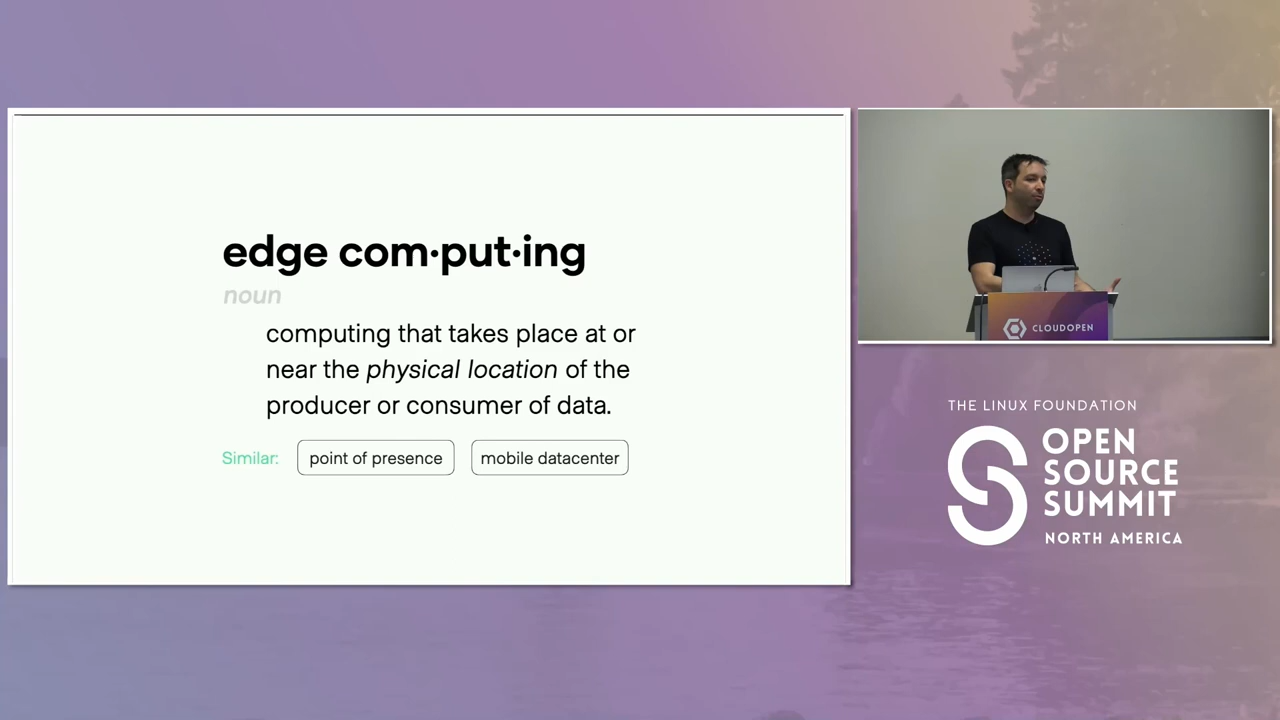 edge com·put·ing
noun
computing that takes place at or
near the physical location of the
producer or consumer of data.
Similar: point of presence mobile datacenter
CLOUDOPEN
THE LINUX FOUNDATION
OPEN
SOURCE
SUMMIT
NORTH AMERICA